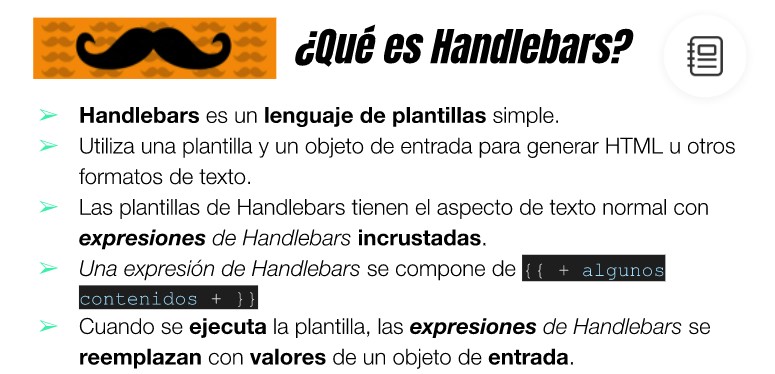 ¿Qué es Handlebars?
➢ Handlebars es un lenguaje de plantillas simple.
➢ Utiliza una plantilla y un objeto de entrada para generar HTML u otros
formatos de texto.
➢ Las plantillas de Handlebars tienen el aspecto de texto normal con
expresiones de Handlebars incrustadas.
➢ Una expresión de Handlebars se compone de {{ + algunos
contenidos + }}
➢ Cuando se ejecuta la plantilla, las expresiones de Handlebars se
reemplazan con valores de un objeto de entrada.